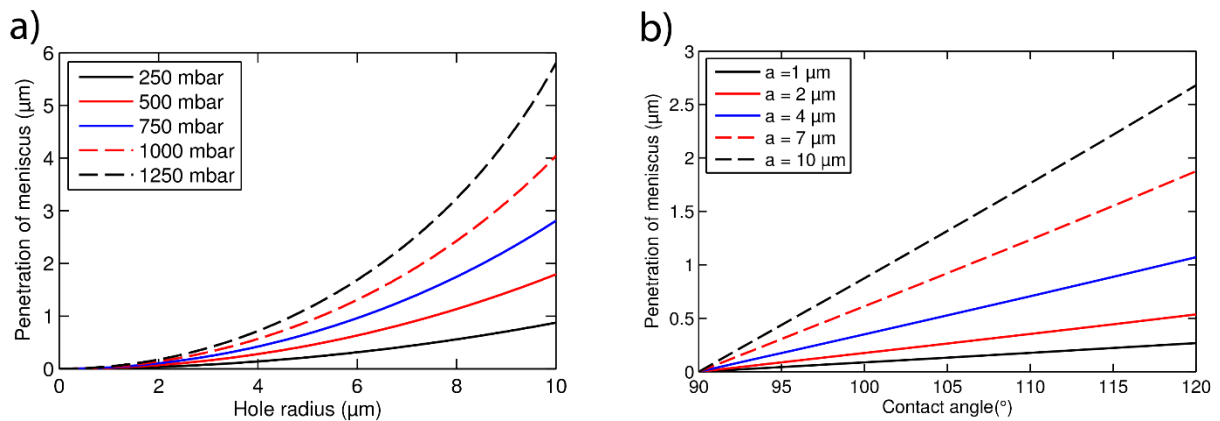 a)
6
5
4
3
2
1
0
Penetration of meniscus (µm)
250 mbar
500 mbar
750 mbar
1000 mbar
1250 mbar
0 2 4 6 8 10
Hole radius (µm)
b)
3
2.5
2
1.5
1
0.5
0
Penetration of meniscus (µm)
a =1 µm
a = 2 µm
a = 4 µm
a = 7 µm
a = 10 µm
90 95 100 105 110 115 120
Contact angle(°)